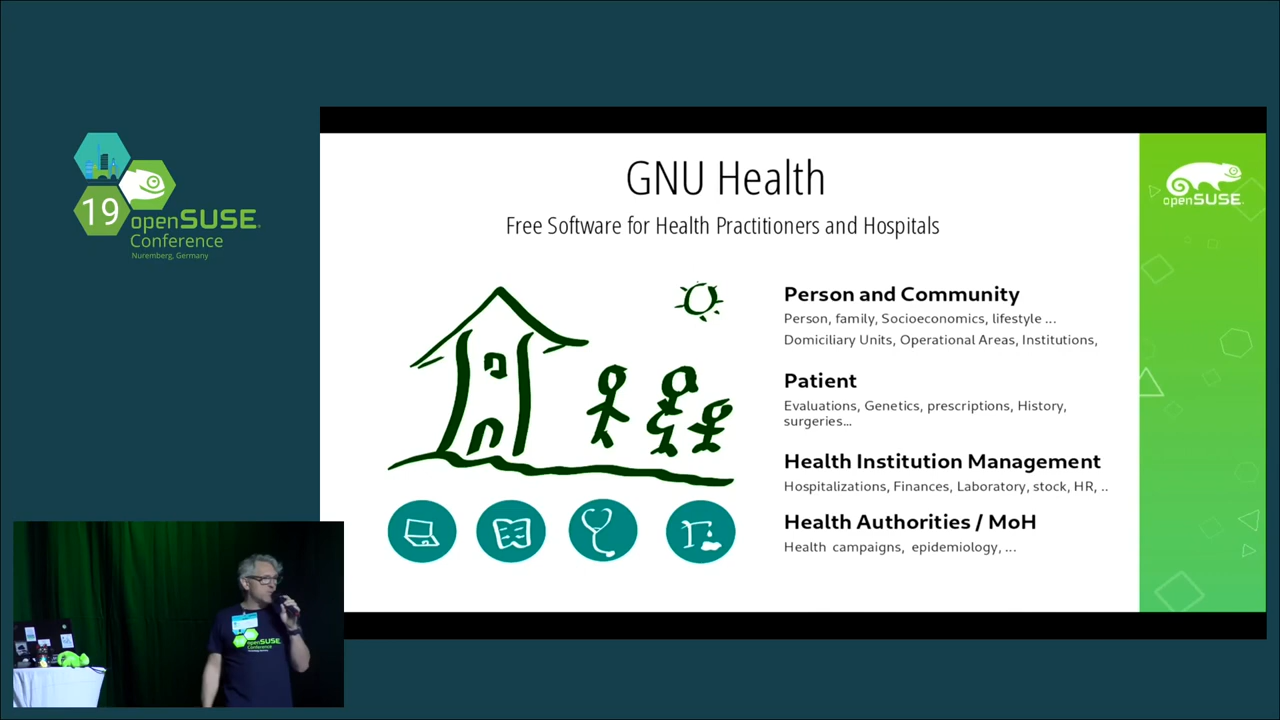 19
openSUSE
Conference
Nuremberg, Germany
GNU Health
Free Software for Health Practitioners and Hospitals
openSUSE
Person and Community
Person, family, Socioeconomics, lifestyle ...
Domiciliary Units, Operational Areas, Institutions,
Patient
Evaluations, Genetics, prescriptions, History,
surgeries...
Health Institution Management
Hospitalizations, Finances, Laboratory, stock, HR, ..
Health Authorities / MoH
Health campaigns, epidemiology, ...
openSUSE
Conference